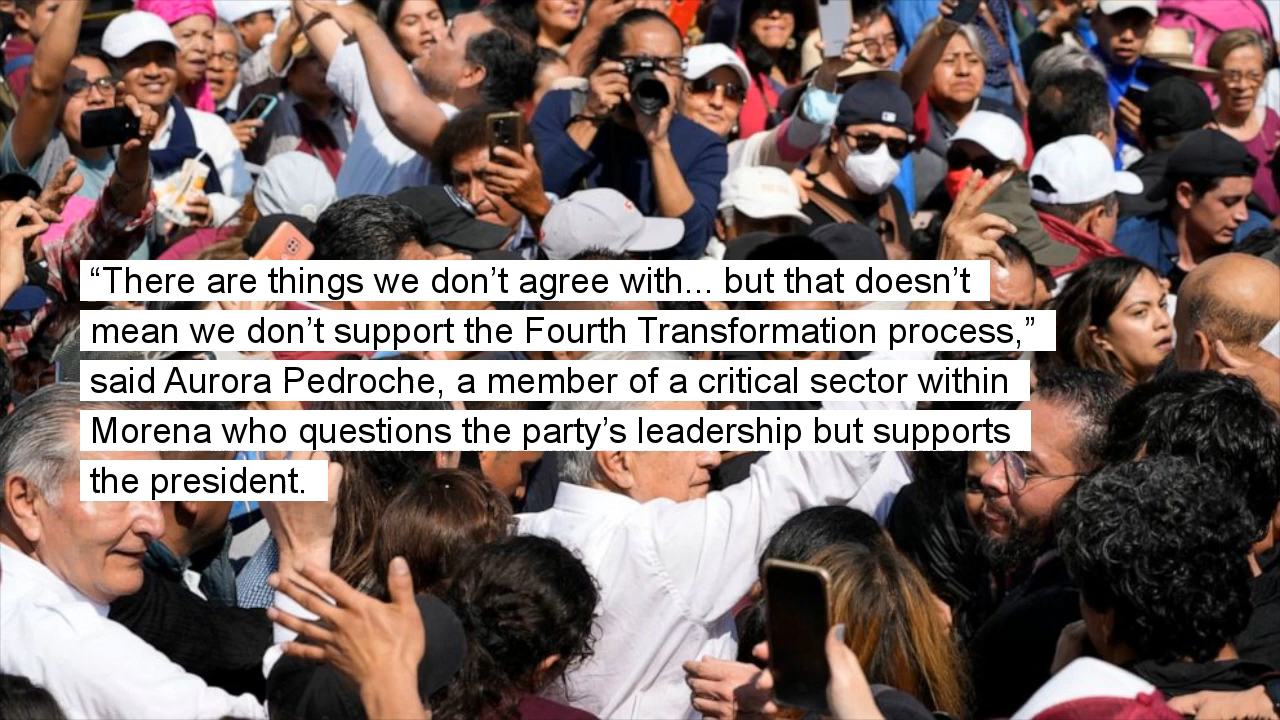 “There are things we don’t agree with... but that doesn’t
mean we don’t support the Fourth Transformation process,”
said Aurora Pedroche, a member of a critical sector within
Morena who questions the party’s leadership but supports
the president.